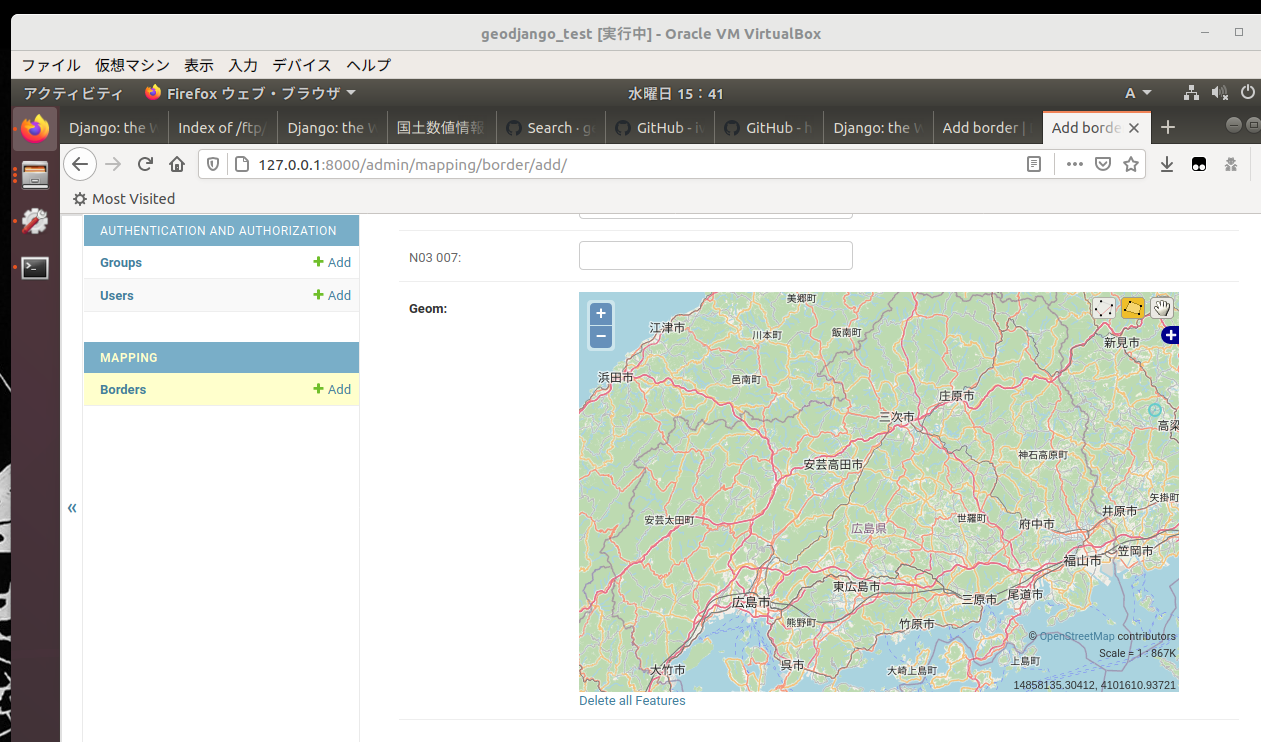 geodjango_test [実行中] - Oracle VM VirtualBox
ファイル 仮想マシン 表示 入力 デバイス ヘルプ
アクティビティ Firefox ウェブ・ブラウザ 水曜日 15：41 A
Django: the Index of /ftp/ Django: the 国土数値情報 Search · g GitHub - iv GitHub - h Django: the Add border | Add borde
127.0.0.1:8000/admin/mapping/border/add/
Most Visited
AUTHENTICATION AND AUTHORIZATION
Groups Add
Users Add
MAPPING
Borders Add
«
N03 007:
Geom:
+
−
美郷町
江津市
川本町
飯南町
新見市
浜田市
邑南町
庄原市
三次市
高梁
安芸高田市
神石高原町
矢掛町
安芸太田町
広島県
世羅町
府中市
井原市
福山市
笠岡市
東広島市
三原市
尾道市
広島市
熊野町
竹原市
© OpenStreetMap contributors
Scale = 1 : 867K
大竹市
呉市
大崎上島町
上島町
14858135.30412, 4101610.93721
Delete all Features